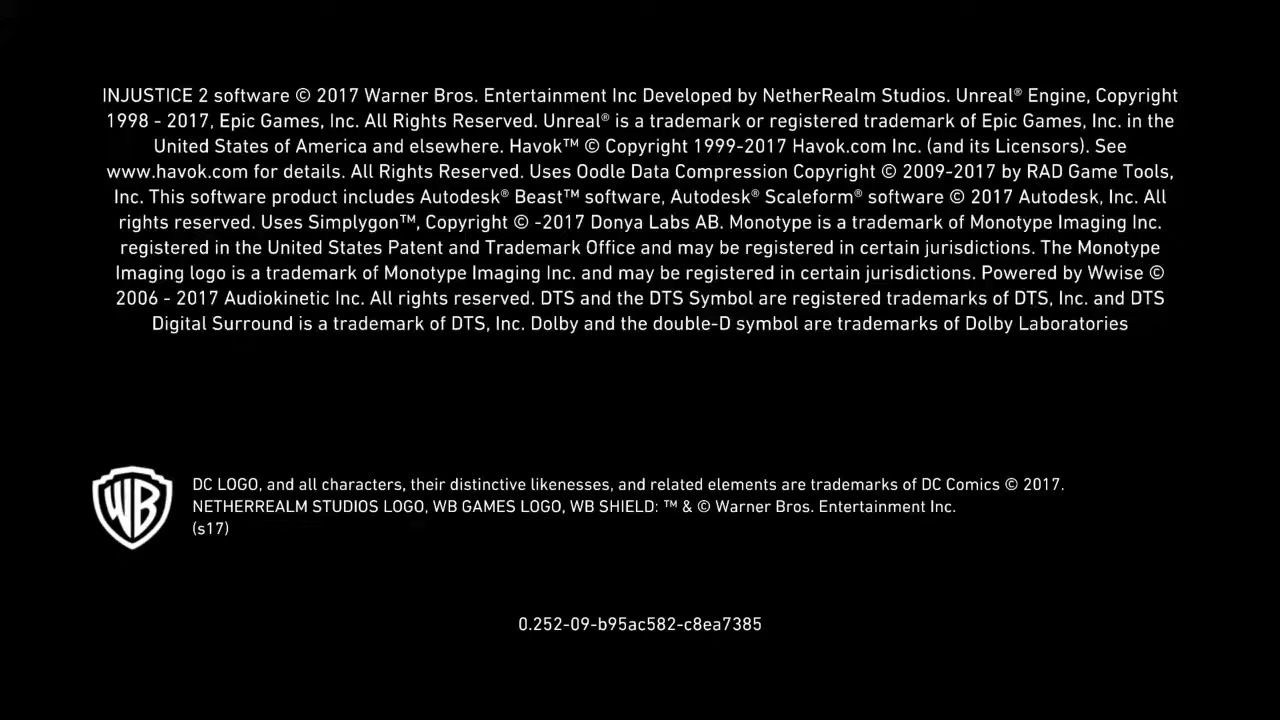 INJUSTICE 2 software © 2017 Warner Bros. Entertainment Inc Developed by NetherRealm Studios. Unreal® Engine, Copyright
1998 - 2017, Epic Games, Inc. All Rights Reserved. Unreal® is a trademark or registered trademark of Epic Games, Inc. in the
United States of America and elsewhere. Havok™ © Copyright 1999-2017 Havok.com Inc. (and its Licensors). See
www.havok.com for details. All Rights Reserved. Uses Oodle Data Compression Copyright © 2009-2017 by RAD Game Tools,
Inc. This software product includes Autodesk® Beast™ software, Autodesk® Scaleform® software © 2017 Autodesk, Inc. All
rights reserved. Uses Simplygon™, Copyright © -2017 Donya Labs AB. Monotype is a trademark of Monotype Imaging Inc.
registered in the United States Patent and Trademark Office and may be registered in certain jurisdictions. The Monotype
Imaging logo is a trademark of Monotype Imaging Inc. and may be registered in certain jurisdictions. Powered by Wwise ©
2006 - 2017 Audiokinetic Inc. All rights reserved. DTS and the DTS Symbol are registered trademarks of DTS, Inc. and DTS
Digital Surround is a trademark of DTS, Inc. Dolby and the double-D symbol are trademarks of Dolby Laboratories
WB
DC LOGO, and all characters, their distinctive likenesses, and related elements are trademarks of DC Comics © 2017.
NETHERREALM STUDIOS LOGO, WB GAMES LOGO, WB SHIELD: ™ & © Warner Bros. Entertainment Inc.
(s17)
0.252-09-b95ac582-c8ea7385